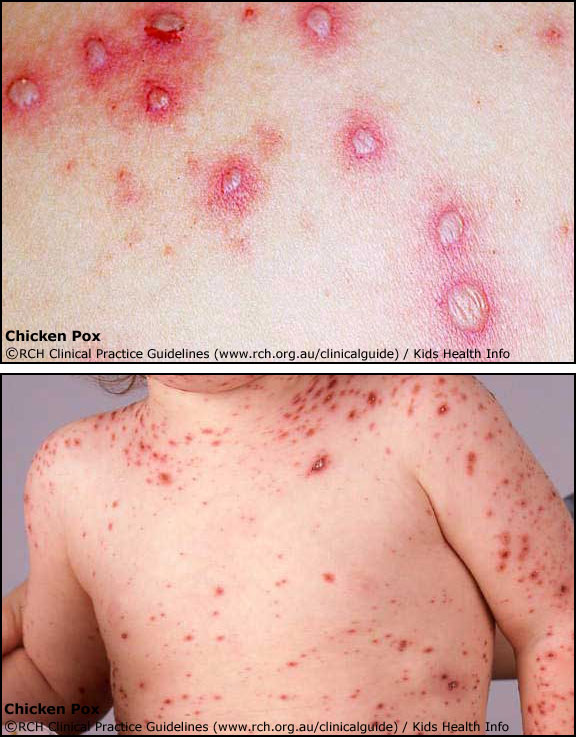 Chicken Pox
©RCH Clinical Practice Guidelines (www.rch.org.au/clinicalguide) / Kids Health Info
Chicken Pox
©RCH Clinical Practice Guidelines (www.rch.org.au/clinicalguide) / Kids Health Info